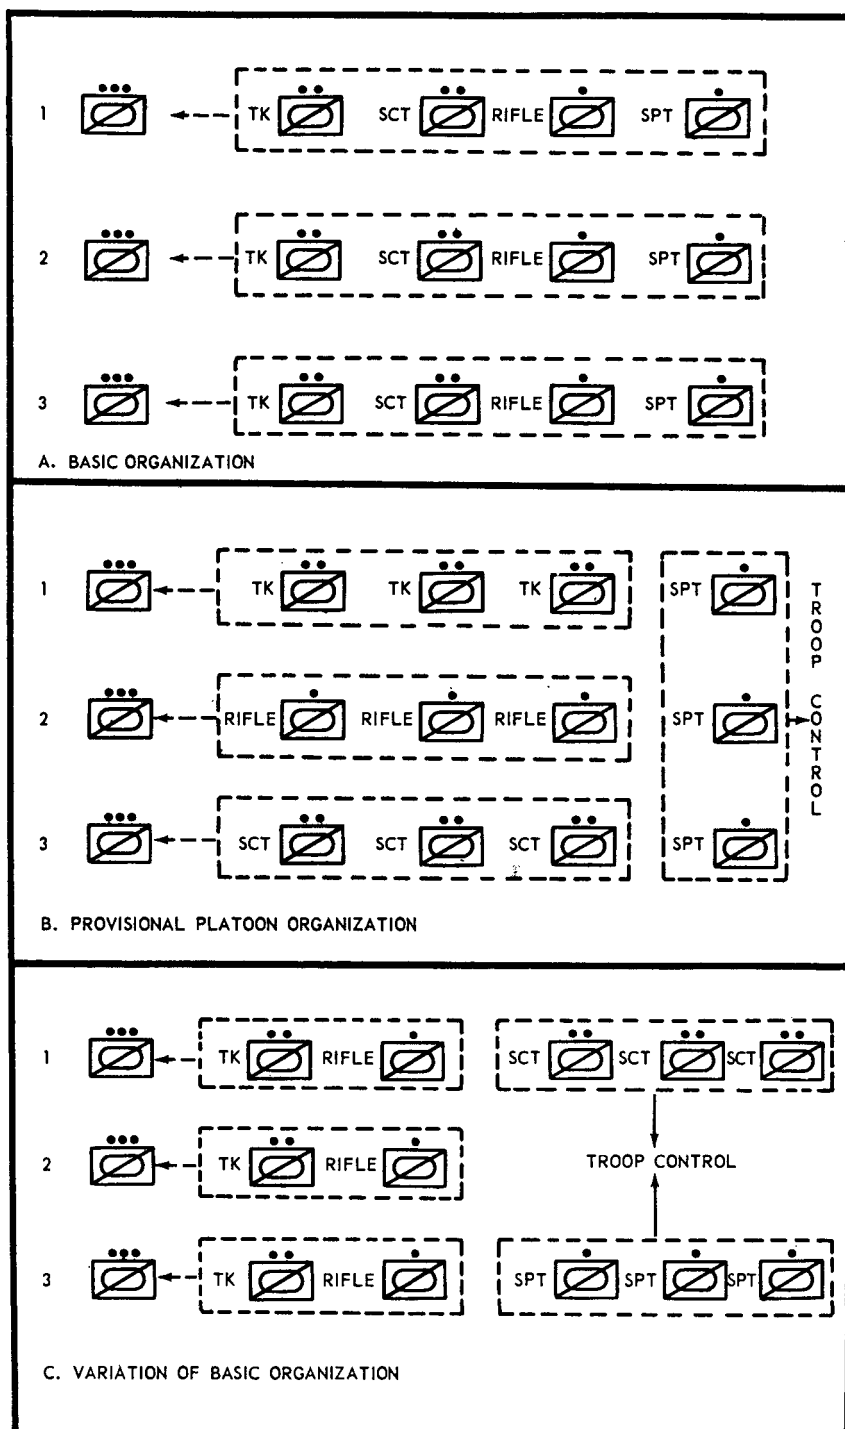 1 TK SCT RIFLE SPT
2 TK SCT RIFLE SPT
3 TK SCT RIFLE SPT
A. BASIC ORGANIZATION
1 TK TK TK SPT
2 RIFLE RIFLE RIFLE SPT
3 SCT SCT SCT SPT
TROOP CONTROL
B. PROVISIONAL PLATOON ORGANIZATION
1 TK RIFLE SCT SCT SCT
2 TK RIFLE TROOP CONTROL
3 TK RIFLE SPT SPT SPT
C. VARIATION OF BASIC ORGANIZATION